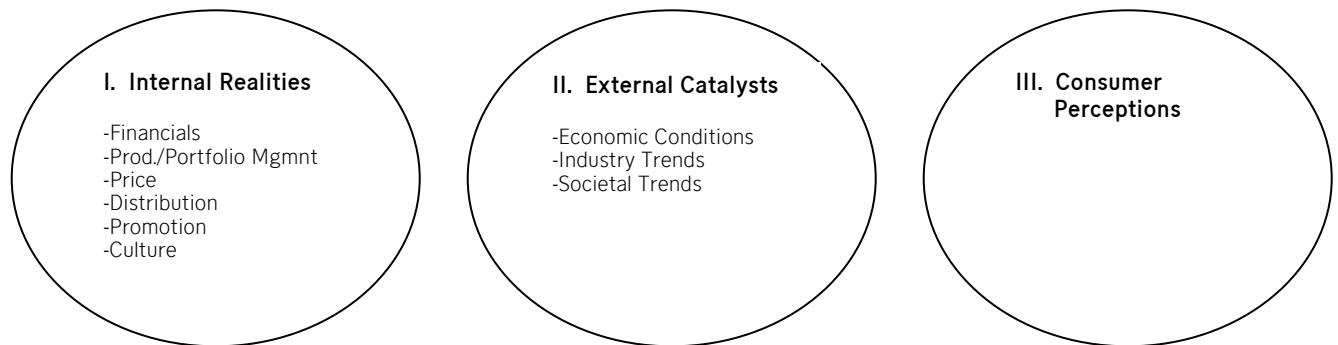 I. Internal Realities
-Financials
-Prod./Portfolio Mgmnt
-Price
-Distribution
-Promotion
-Culture
II. External Catalysts
-Economic Conditions
-Industry Trends
-Societal Trends
III. Consumer
Perceptions